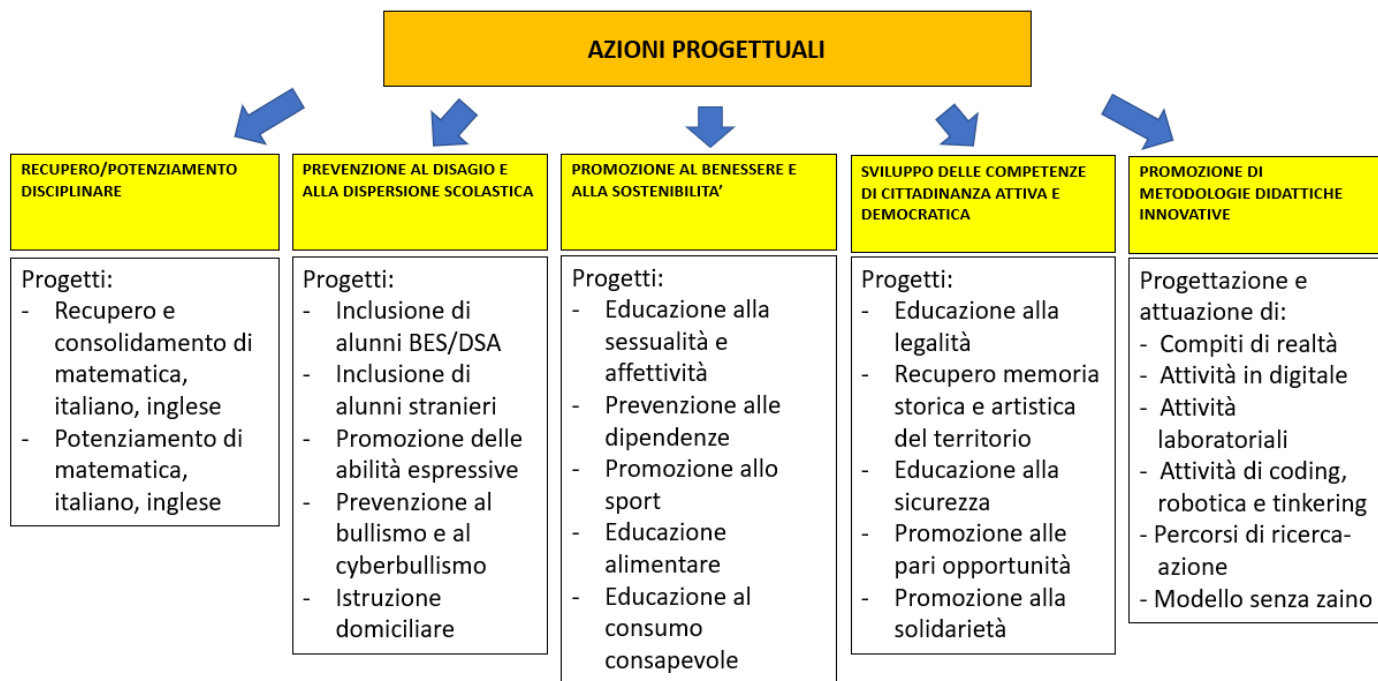 AZIONI PROGETTUALI
RECUPERO/POTENZIAMENTO
DISCIPLINARE
Progetti:
- Recupero e
consolidamento di
matematica,
italiano, inglese
- Potenziamento di
matematica,
italiano, inglese
PREVENZIONE AL DISAGIO E
ALLA DISPERSIONE SCOLASTICA
Progetti:
- Inclusione di
alunni BES/DSA
- Inclusione di
alunni stranieri
- Promozione delle
abilità espressive
- Prevenzione al
bullismo e al
cyberbullismo
- Istruzione
domiciliare
PROMOZIONE AL BENESSERE E
ALLA SOSTENIBILITA’
Progetti:
- Educazione alla
sessualità e
affettività
- Prevenzione alle
dipendenze
- Promozione allo
sport
- Educazione
alimentare
- Educazione al
consumo
consapevole
SVILUPPO DELLE COMPETENZE
DI CITTADINANZA ATTIVA E
DEMOCRATICA
Progetti:
- Educazione alla
legalità
- Recupero memoria
storica e artistica
del territorio
- Educazione alla
sicurezza
- Promozione alle
pari opportunità
- Promozione alla
solidarietà
PROMOZIONE DI
METODOLOGIE DIDATTICHE
INNOVATIVE
Progettazione e
attuazione di:
- Compiti di realtà
- Attività in digitale
- Attività
laboratoriali
- Attività di coding,
robotica e tinkering
- Percorsi di ricerca-
azione
- Modello senza zaino